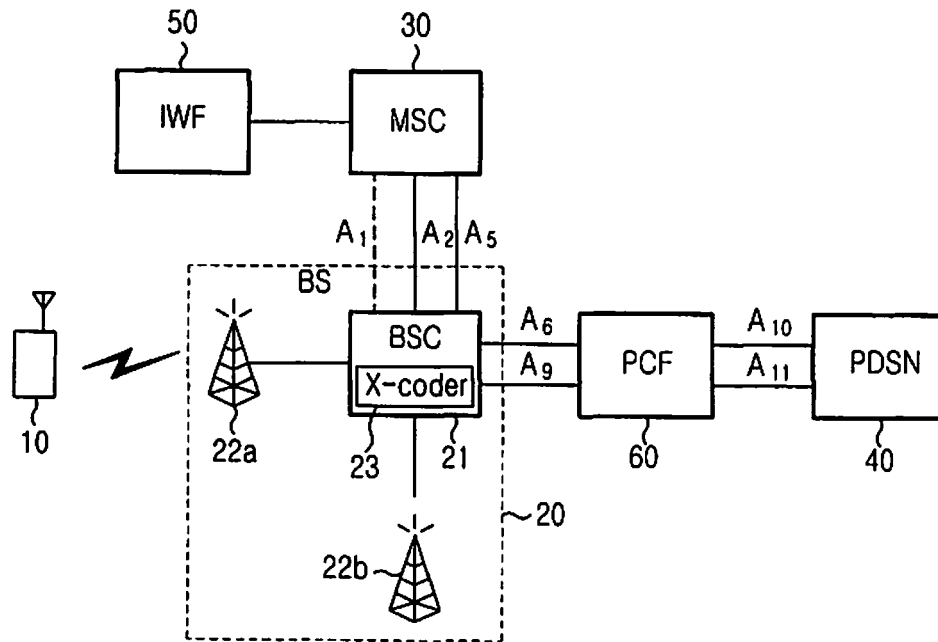 50
30
IWF
MSC
A1
A2
A5
BS
BSC
X-coder
A6
A9
PCF
A10
A11
PDSN
10
22a
23
21
60
40
20
22b